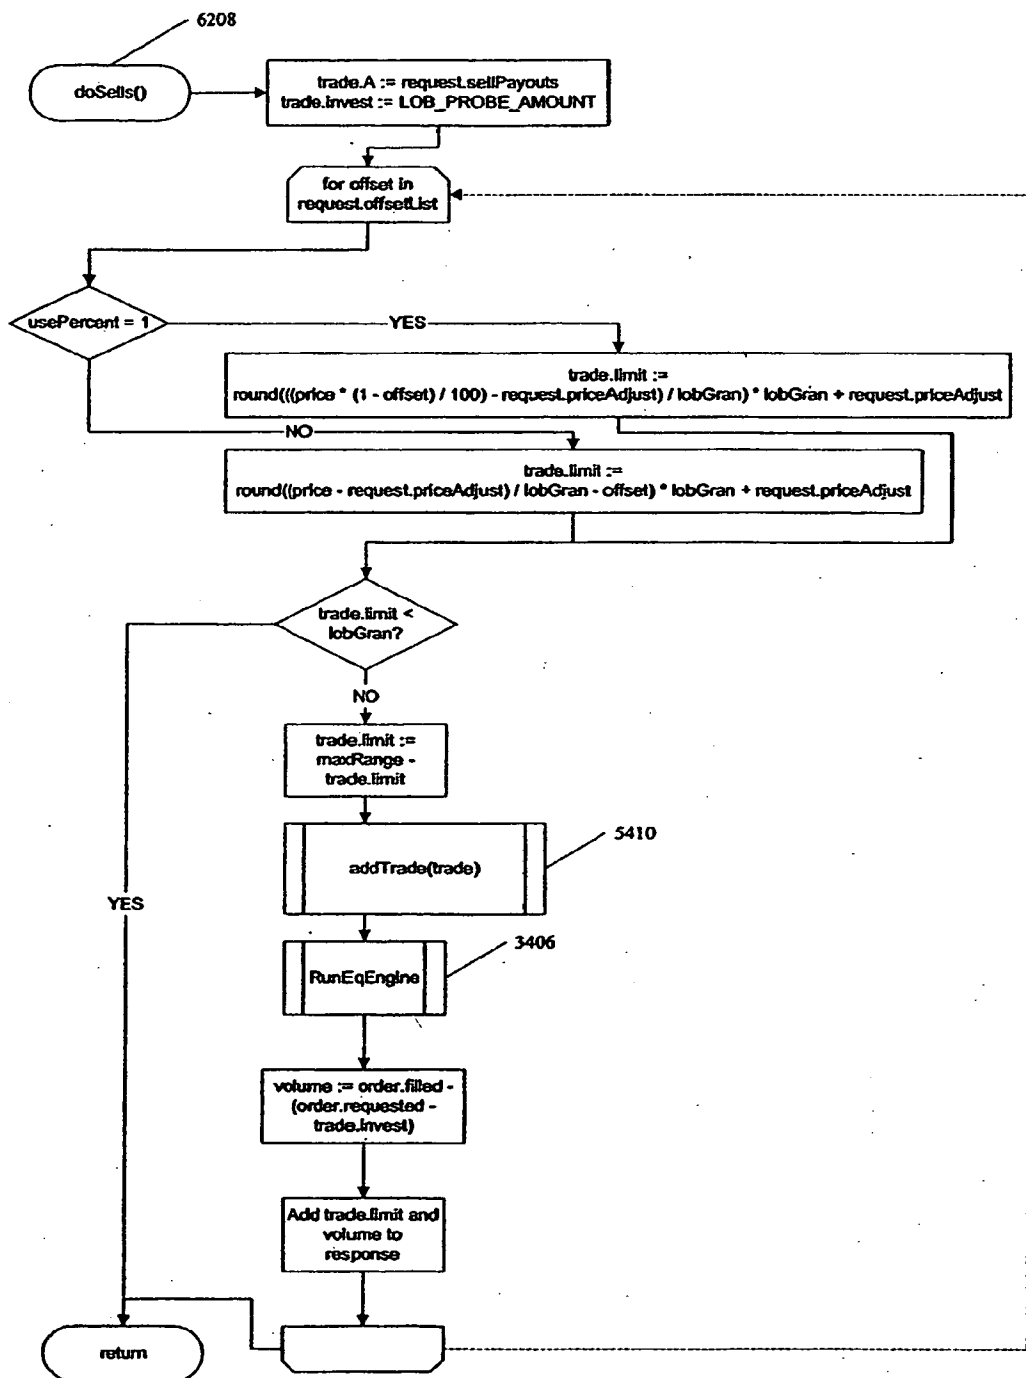 6208
doSells()
trade.A := request.sellPayouts
trade.invest := LOB_PROBE_AMOUNT
for offset in
request.offsetList
usePercent = 1
YES
trade.limit :=
round(((price * (1 - offset) / 100) - request.priceAdjust) / lobGran) * lobGran + request.priceAdjust
NO
trade.limit :=
round((price - request.priceAdjust) / lobGran - offset) * lobGran + request.priceAdjust
trade.limit <
lobGran?
NO
trade.limit :=
maxRange -
trade.limit
5410
addTrade(trade)
YES
3406
RunEqEngine
volume := order.filled -
(order.requested -
trade.invest)
Add trade.limit and
volume to
response
return